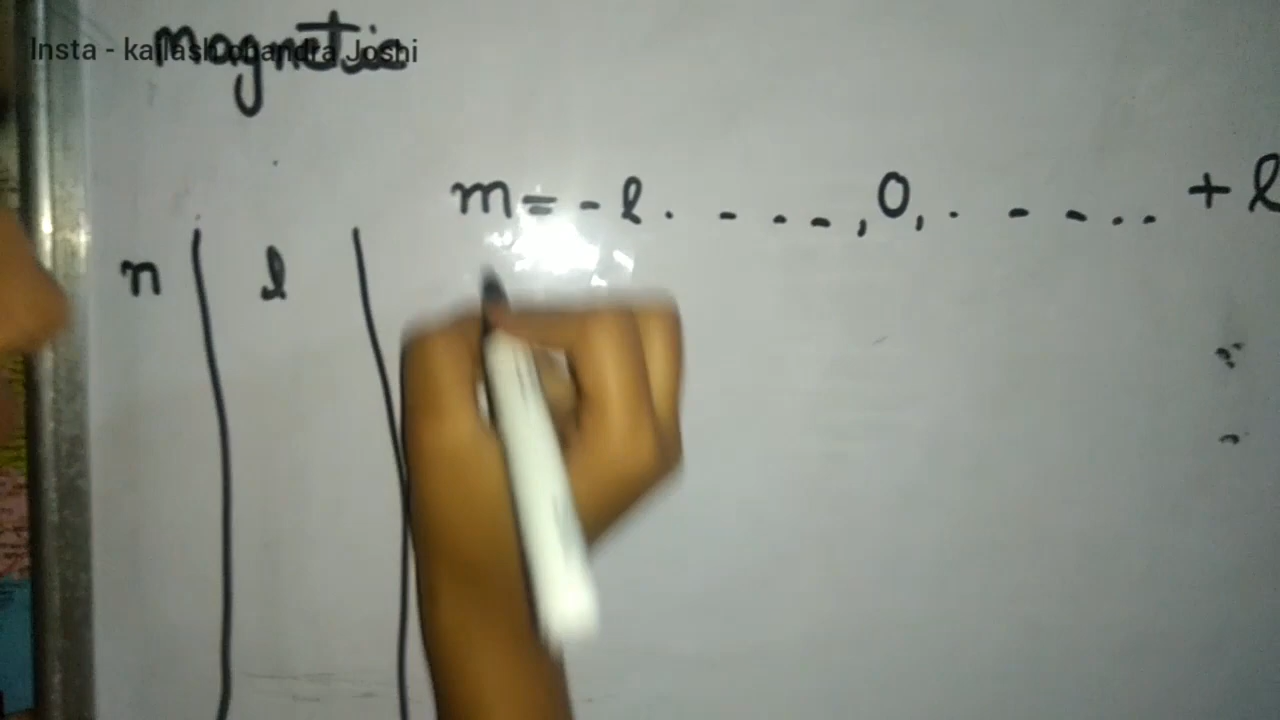 Magnetic
Insta - kailash chandra Joshi
m = - l . - - - - , 0 , . - - - . . + l
n l